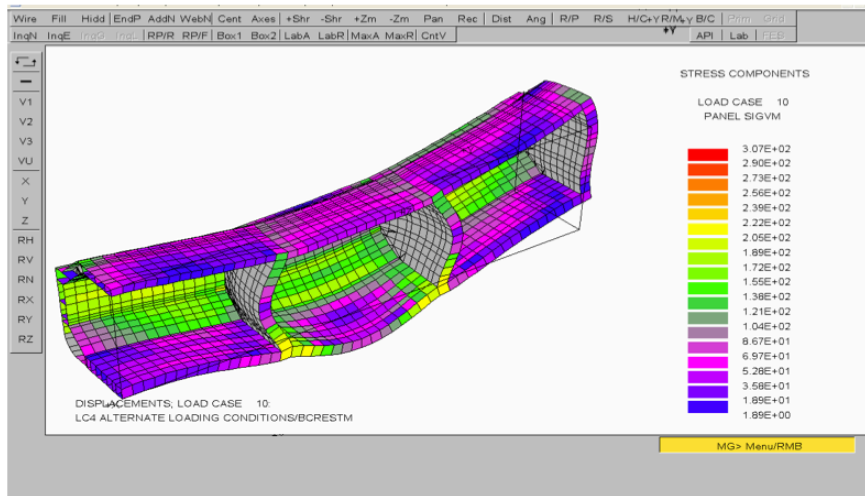 Wire Fill Hidd EndP AddN WebN Cent Axes +Shr -Shr +Zm -Zm Pan Rec Dist Ang R/P R/S H/C+Y R/M+Y B/C Prim Grid
InqN InqE InqG InqL RP/R RP/F Box1 Box2 LabA LabR MaxA MaxR CntV +Y API Lab FES
V1
V2
V3
VU
X
Y
Z
RH
RV
RN
RX
RY
RZ
STRESS COMPONENTS
LOAD CASE 10
PANEL SIGVM
3.07E+02
2.90E+02
2.73E+02
2.56E+02
2.39E+02
2.22E+02
2.05E+02
1.89E+02
1.72E+02
1.55E+02
1.38E+02
1.21E+02
1.04E+02
8.67E+01
6.97E+01
5.28E+01
3.58E+01
1.89E+01
1.89E+00
DISPLACEMENTS; LOAD CASE 10:
LC4 ALTERNATE LOADING CONDITIONS/BCRESTM
MG> Menu/RMB